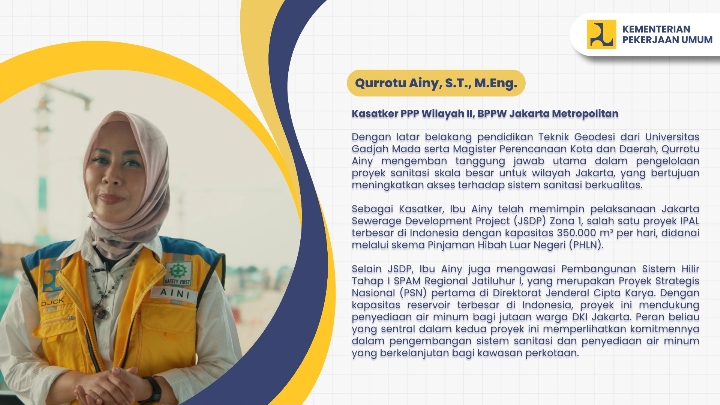 KEMENTERIAN
PEKERJAAN UMUM
Qurrotu Ainy, S.T., M.Eng.
Kasatker PPP Wilayah II, BPPW Jakarta Metropolitan
Dengan latar belakang pendidikan Teknik Geodesi dari Universitas
Gadjah Mada serta Magister Perencanaan Kota dan Daerah, Qurrotu
Ainy mengemban tanggung jawab utama dalam pengelolaan
proyek sanitasi skala besar untuk wilayah Jakarta, yang bertujuan
meningkatkan akses terhadap sistem sanitasi berkualitas.
Sebagai Kasatker, Ibu Ainy telah memimpin pelaksanaan Jakarta
Sewerage Development Project (JSDP) Zona 1, salah satu proyek IPAL
terbesar di Indonesia dengan kapasitas 350.000 m³ per hari, didanai
melalui skema Pinjaman Hibah Luar Negeri (PHLN).
Selain JSDP, Ibu Ainy juga mengawasi Pembangunan Sistem Hilir
Tahap I SPAM Regional Jatiluhur I, yang merupakan Proyek Strategis
Nasional (PSN) pertama di Direktorat Jenderal Cipta Karya. Dengan
kapasitas reservoir terbesar di Indonesia, proyek ini mendukung
penyediaan air minum bagi jutaan warga DKI Jakarta. Peran beliau
yang sentral dalam kedua proyek ini memperlihatkan komitmennya
dalam pengembangan sistem sanitasi dan penyediaan air minum
yang berkelanjutan bagi kawasan perkotaan.
DJCK
SAFETY FIRST
AINI